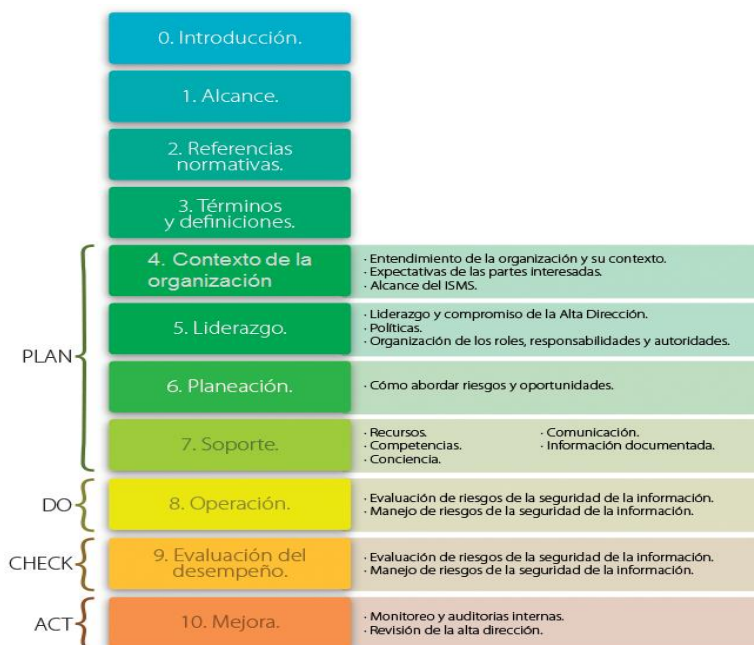 0. Introducción.
1. Alcance.
2. Referencias
normativas.
3. Términos
y definiciones.
PLAN
4. Contexto de la
organización
· Entendimiento de la organización y su contexto.
· Expectativas de las partes interesadas.
· Alcance del ISMS.
5. Liderazgo.
· Liderazgo y compromiso de la Alta Dirección.
· Políticas.
· Organización de los roles, responsabilidades y autoridades.
6. Planeación.
· Cómo abordar riesgos y oportunidades.
7. Soporte.
· Recursos.
· Competencias.
· Conciencia.
· Comunicación.
· Información documentada.
DO
8. Operación.
· Evaluación de riesgos de la seguridad de la información.
· Manejo de riesgos de la seguridad de la información.
CHECK
9. Evaluación del
desempeño.
· Evaluación de riesgos de la seguridad de la información.
· Manejo de riesgos de la seguridad de la información.
ACT
10. Mejora.
· Monitoreo y auditorias internas.
· Revisión de la alta dirección.